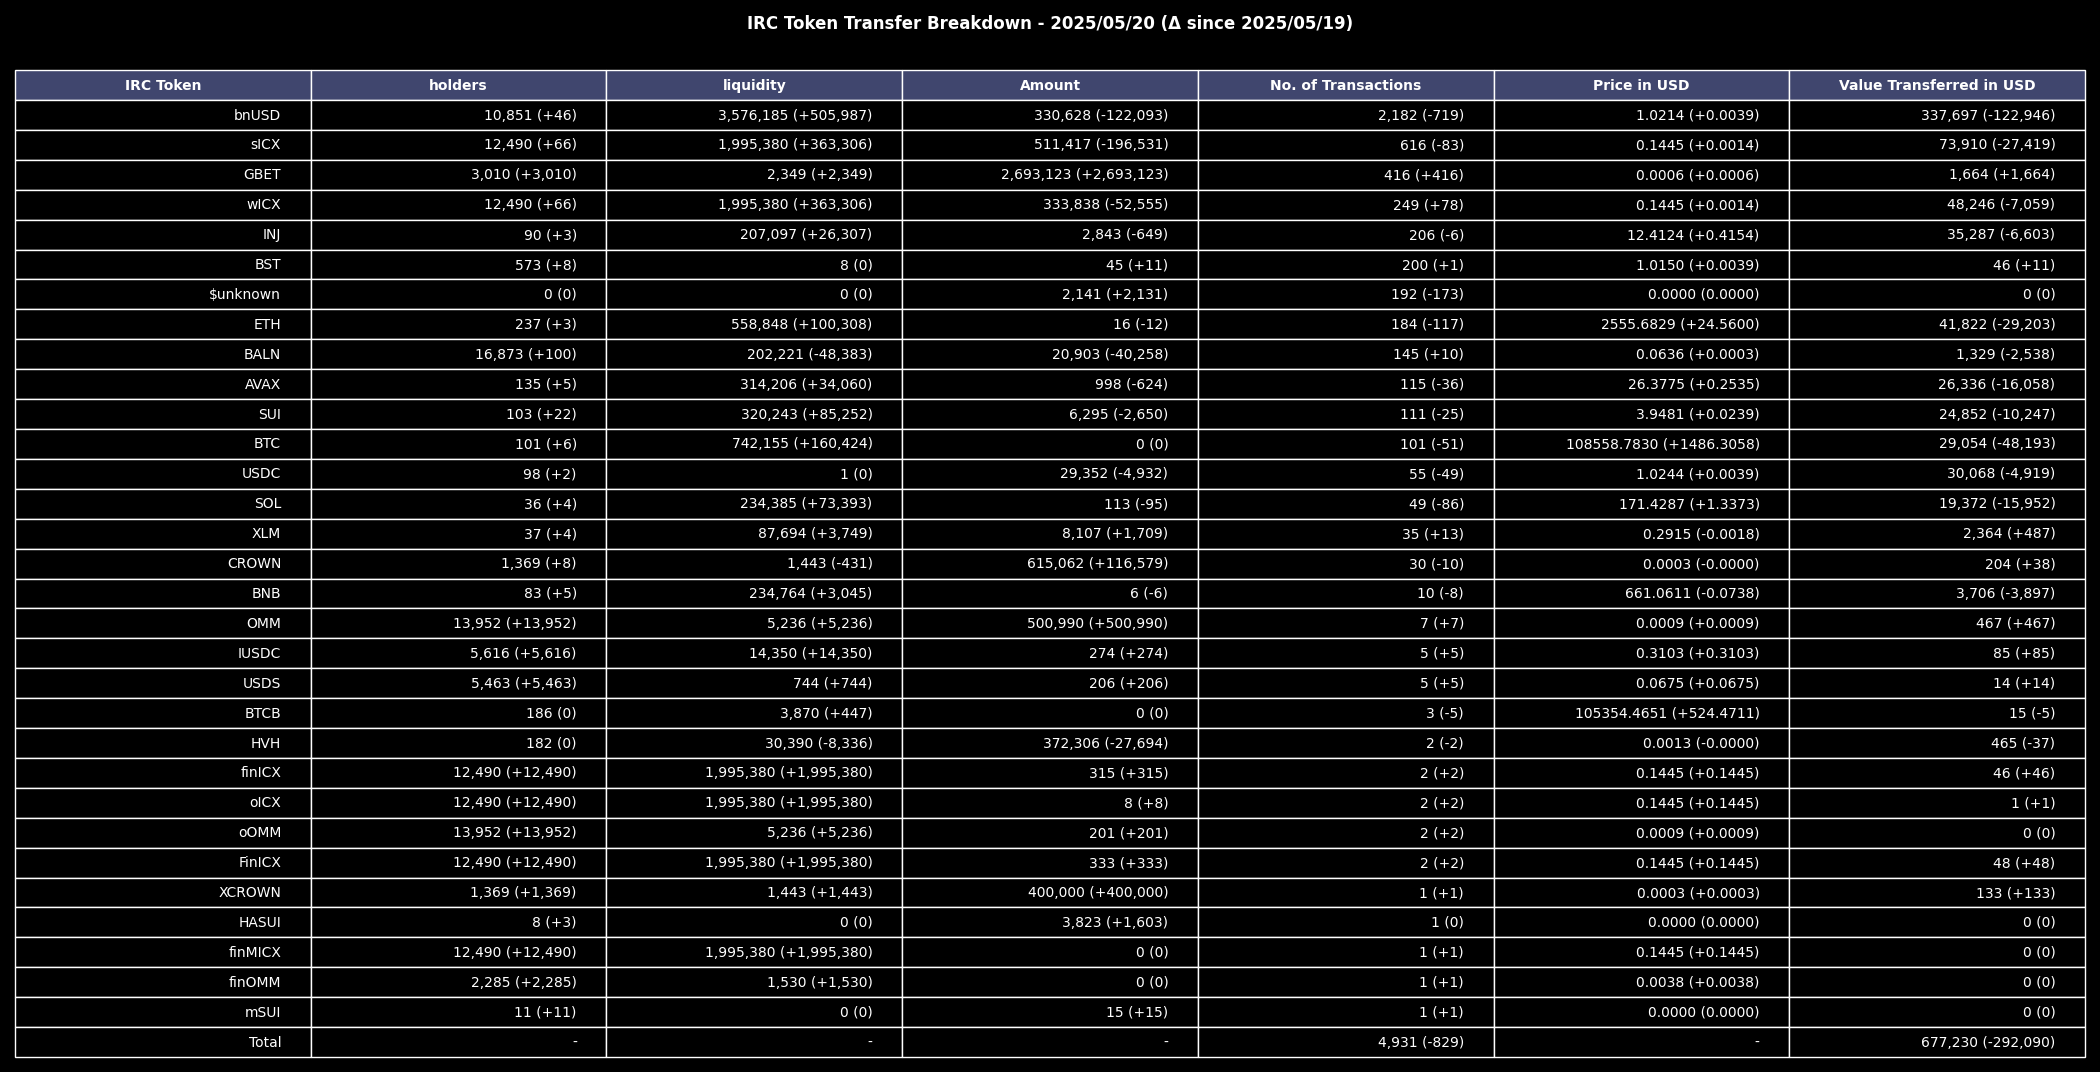 IRC Token Transfer Breakdown - 2025/05/20 (Δ since 2025/05/19)
IRC Token holders liquidity Amount No. of Transactions Price in USD Value Transferred in USD
bnUSD 10,851 (+46) 3,576,185 (+505,987) 330,628 (-122,093) 2,182 (-719) 1.0214 (+0.0039) 337,697 (-122,946)
sICX 12,490 (+66) 1,995,380 (+363,306) 511,417 (-196,531) 616 (-83) 0.1445 (+0.0014) 73,910 (-27,419)
GBET 3,010 (+3,010) 2,349 (+2,349) 2,693,123 (+2,693,123) 416 (+416) 0.0006 (+0.0006) 1,664 (+1,664)
wICX 12,490 (+66) 1,995,380 (+363,306) 333,838 (-52,555) 249 (+78) 0.1445 (+0.0014) 48,246 (-7,059)
INJ 90 (+3) 207,097 (+26,307) 2,843 (-649) 206 (-6) 12.4124 (+0.4154) 35,287 (-6,603)
BST 573 (+8) 8 (0) 45 (+11) 200 (+1) 1.0150 (+0.0039) 46 (+11)
$unknown 0 (0) 0 (0) 2,141 (+2,131) 192 (-173) 0.0000 (0.0000) 0 (0)
ETH 237 (+3) 558,848 (+100,308) 16 (-12) 184 (-117) 2555.6829 (+24.5600) 41,822 (-29,203)
BALN 16,873 (+100) 202,221 (-48,383) 20,903 (-40,258) 145 (+10) 0.0636 (+0.0003) 1,329 (-2,538)
AVAX 135 (+5) 314,206 (+34,060) 998 (-624) 115 (-36) 26.3775 (+0.2535) 26,336 (-16,058)
SUI 103 (+22) 320,243 (+85,252) 6,295 (-2,650) 111 (-25) 3.9481 (+0.0239) 24,852 (-10,247)
BTC 101 (+6) 742,155 (+160,424) 0 (0) 101 (-51) 108558.7830 (+1486.3058) 29,054 (-48,193)
USDC 98 (+2) 1 (0) 29,352 (-4,932) 55 (-49) 1.0244 (+0.0039) 30,068 (-4,919)
SOL 36 (+4) 234,385 (+73,393) 113 (-95) 49 (-86) 171.4287 (+1.3373) 19,372 (-15,952)
XLM 37 (+4) 87,694 (+3,749) 8,107 (+1,709) 35 (+13) 0.2915 (-0.0018) 2,364 (+487)
CROWN 1,369 (+8) 1,443 (-431) 615,062 (+116,579) 30 (-10) 0.0003 (-0.0000) 204 (+38)
BNB 83 (+5) 234,764 (+3,045) 6 (-6) 10 (-8) 661.0611 (-0.0738) 3,706 (-3,897)
OMM 13,952 (+13,952) 5,236 (+5,236) 500,990 (+500,990) 7 (+7) 0.0009 (+0.0009) 467 (+467)
IUSDC 5,616 (+5,616) 14,350 (+14,350) 274 (+274) 5 (+5) 0.3103 (+0.3103) 85 (+85)
USDS 5,463 (+5,463) 744 (+744) 206 (+206) 5 (+5) 0.0675 (+0.0675) 14 (+14)
BTCB 186 (0) 3,870 (+447) 0 (0) 3 (-5) 105354.4651 (+524.4711) 15 (-5)
HVH 182 (0) 30,390 (-8,336) 372,306 (-27,694) 2 (-2) 0.0013 (-0.0000) 465 (-37)
finICX 12,490 (+12,490) 1,995,380 (+1,995,380) 315 (+315) 2 (+2) 0.1445 (+0.1445) 46 (+46)
oICX 12,490 (+12,490) 1,995,380 (+1,995,380) 8 (+8) 2 (+2) 0.1445 (+0.1445) 1 (+1)
oOMM 13,952 (+13,952) 5,236 (+5,236) 201 (+201) 2 (+2) 0.0009 (+0.0009) 0 (0)
FinICX 12,490 (+12,490) 1,995,380 (+1,995,380) 333 (+333) 2 (+2) 0.1445 (+0.1445) 48 (+48)
XCROWN 1,369 (+1,369) 1,443 (+1,443) 400,000 (+400,000) 1 (+1) 0.0003 (+0.0003) 133 (+133)
HASUI 8 (+3) 0 (0) 3,823 (+1,603) 1 (0) 0.0000 (0.0000) 0 (0)
finMICX 12,490 (+12,490) 1,995,380 (+1,995,380) 0 (0) 1 (+1) 0.1445 (+0.1445) 0 (0)
finOMM 2,285 (+2,285) 1,530 (+1,530) 0 (0) 1 (+1) 0.0038 (+0.0038) 0 (0)
mSUI 11 (+11) 0 (0) 15 (+15) 1 (+1) 0.0000 (0.0000) 0 (0)
Total - - - 4,931 (-829) - 677,230 (-292,090)